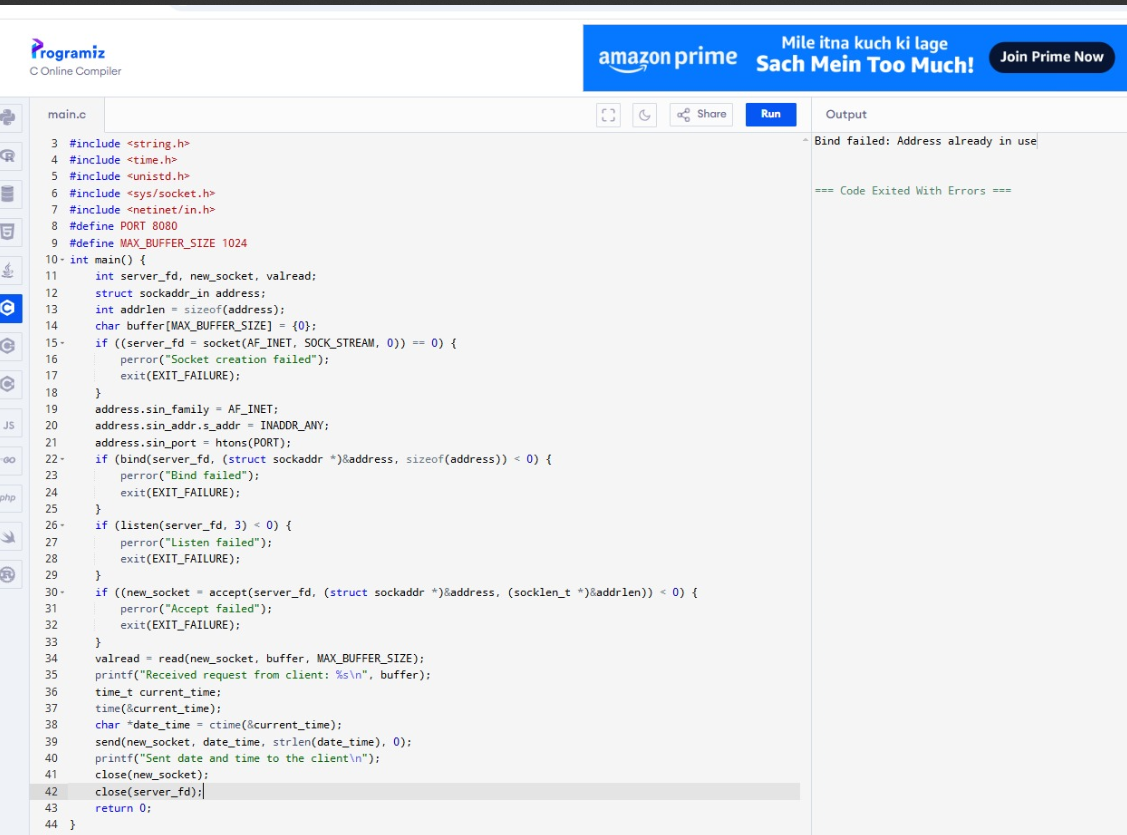 Programiz
C Online Compiler
amazon prime
Mile itna kuch ki lage
Sach Mein Too Much!
Join Prime Now
main.c
Share
Run
Output
3 #include <string.h>
4 #include <time.h>
5 #include <unistd.h>
6 #include <sys/socket.h>
7 #include <netinet/in.h>
8 #define PORT 8080
9 #define MAX_BUFFER_SIZE 1024
10 int main() {
11 int server_fd, new_socket, valread;
12 struct sockaddr_in address;
13 int addrlen = sizeof(address);
14 char buffer[MAX_BUFFER_SIZE] = {0};
15 if ((server_fd = socket(AF_INET, SOCK_STREAM, 0)) == 0) {
16 perror("Socket creation failed");
17 exit(EXIT_FAILURE);
18 }
19 address.sin_family = AF_INET;
20 address.sin_addr.s_addr = INADDR_ANY;
21 address.sin_port = htons(PORT);
22 if (bind(server_fd, (struct sockaddr *)&address, sizeof(address)) < 0) {
23 perror("Bind failed");
24 exit(EXIT_FAILURE);
25 }
26 if (listen(server_fd, 3) < 0) {
27 perror("Listen failed");
28 exit(EXIT_FAILURE);
29 }
30 if ((new_socket = accept(server_fd, (struct sockaddr *)&address, (socklen_t *)&addrlen)) < 0) {
31 perror("Accept failed");
32 exit(EXIT_FAILURE);
33 }
34 valread = read(new_socket, buffer, MAX_BUFFER_SIZE);
35 printf("Received request from client: %s\n", buffer);
36 time_t current_time;
37 time(&current_time);
38 char *date_time = ctime(&current_time);
39 send(new_socket, date_time, strlen(date_time), 0);
40 printf("Sent date and time to the client\n");
41 close(new_socket);
42 close(server_fd);
43 return 0;
44 }
Bind failed: Address already in use
=== Code Exited With Errors ===
JS
GO
php